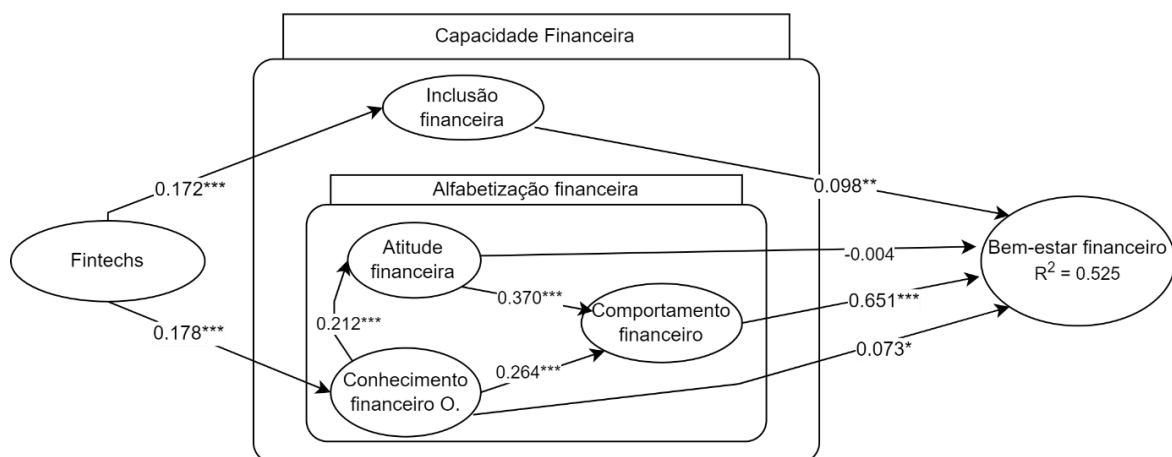 Capacidade Financeira
Inclusão
financeira
0.172***
0.098**
Alfabetização financeira
Fintechs
Atitude
financeira
-0.004
Bem-estar financeiro
R² = 0.525
0.370***
0.651***
Comportamento
financeiro
0.212***
0.178***
0.073*
0.264***
Conhecimento
financeiro O.